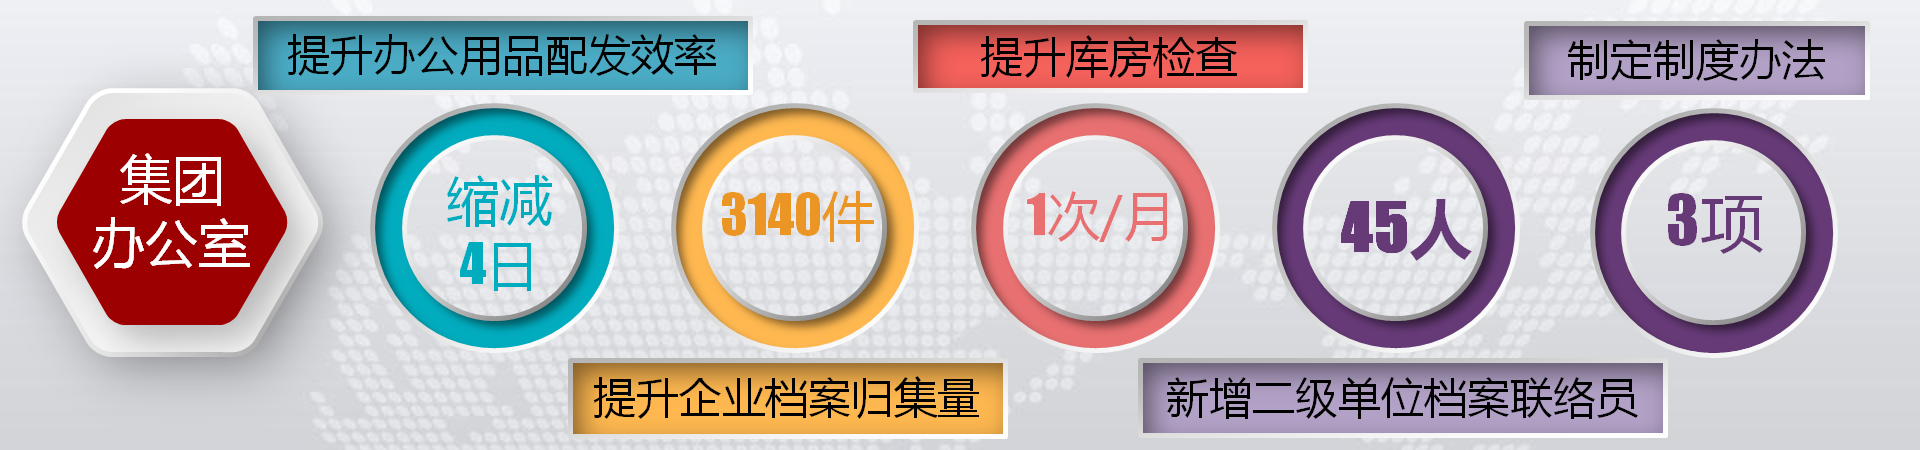 集团
办公室
提升办公用品配发效率
缩减
4日
3140件
提升企业档案归集量
提升库房检查
1次/月
45人
新增二级单位档案联络员
制定制度办法
3项